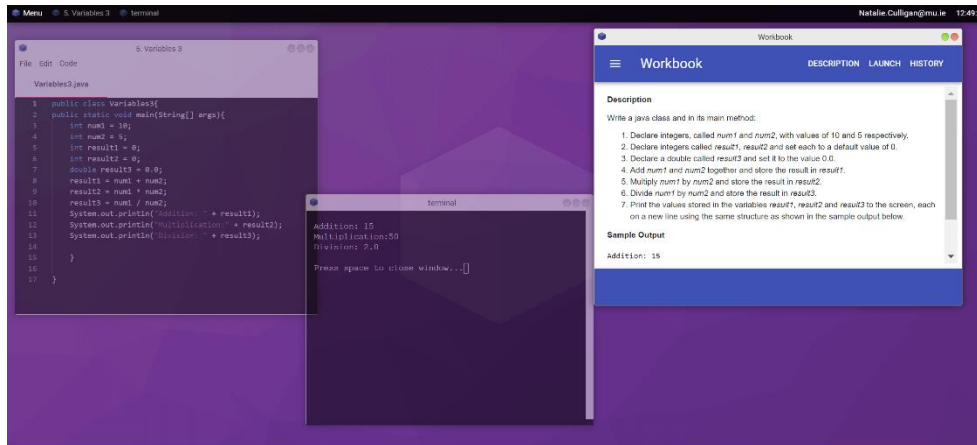 Menu 5. Variables 3 terminal Natalie.Culligan@mu.ie 12:49:
5. Variables 3
File Edit Code
Variables3.java
1 public class Variables3{
2 public static void main(String[] args){
3 int num1 = 10;
4 int num2 = 5;
5 int result1 = 0;
6 int result2 = 0;
7 double result3 = 0.0;
8 result1 = num1 + num2;
9 result2 = num1 * num2;
10 result3 = num1 / num2;
11 System.out.println("Addition: " + result1);
12 System.out.println("Multiplication:" + result2);
13 System.out.println("Division: " + result3);
14
15 }
16
17 }
terminal
Addition: 15
Multiplication:50
Division: 2.0
Press space to close window...
Workbook
Workbook DESCRIPTION LAUNCH HISTORY
Description
Write a java class and in its main method:
1. Declare integers, called num1 and num2, with values of 10 and 5 respectively.
2. Declare integers called result1, result2 and set each to a default value of 0.
3. Declare a double called result3 and set it to the value 0.0.
4. Add num1 and num2 together and store the result in result1.
5. Multiply num1 by num2 and store the result in result2.
6. Divide num1 by num2 and store the result in result3.
7. Print the values stored in the variables result1, result2 and result3 to the screen, each
on a new line using the same structure as shown in the sample output below.
Sample Output
Addition: 15